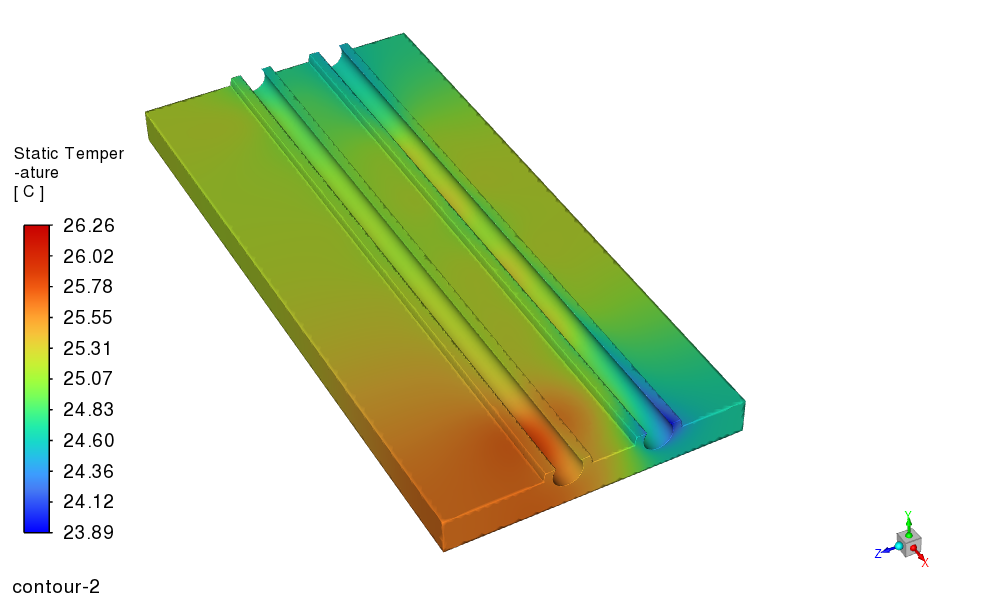 Static Temper
-ature
[ C ]
26.26
26.02
25.78
25.55
25.31
25.07
24.83
24.60
24.36
24.12
23.89
contour-2
Y
Z
X